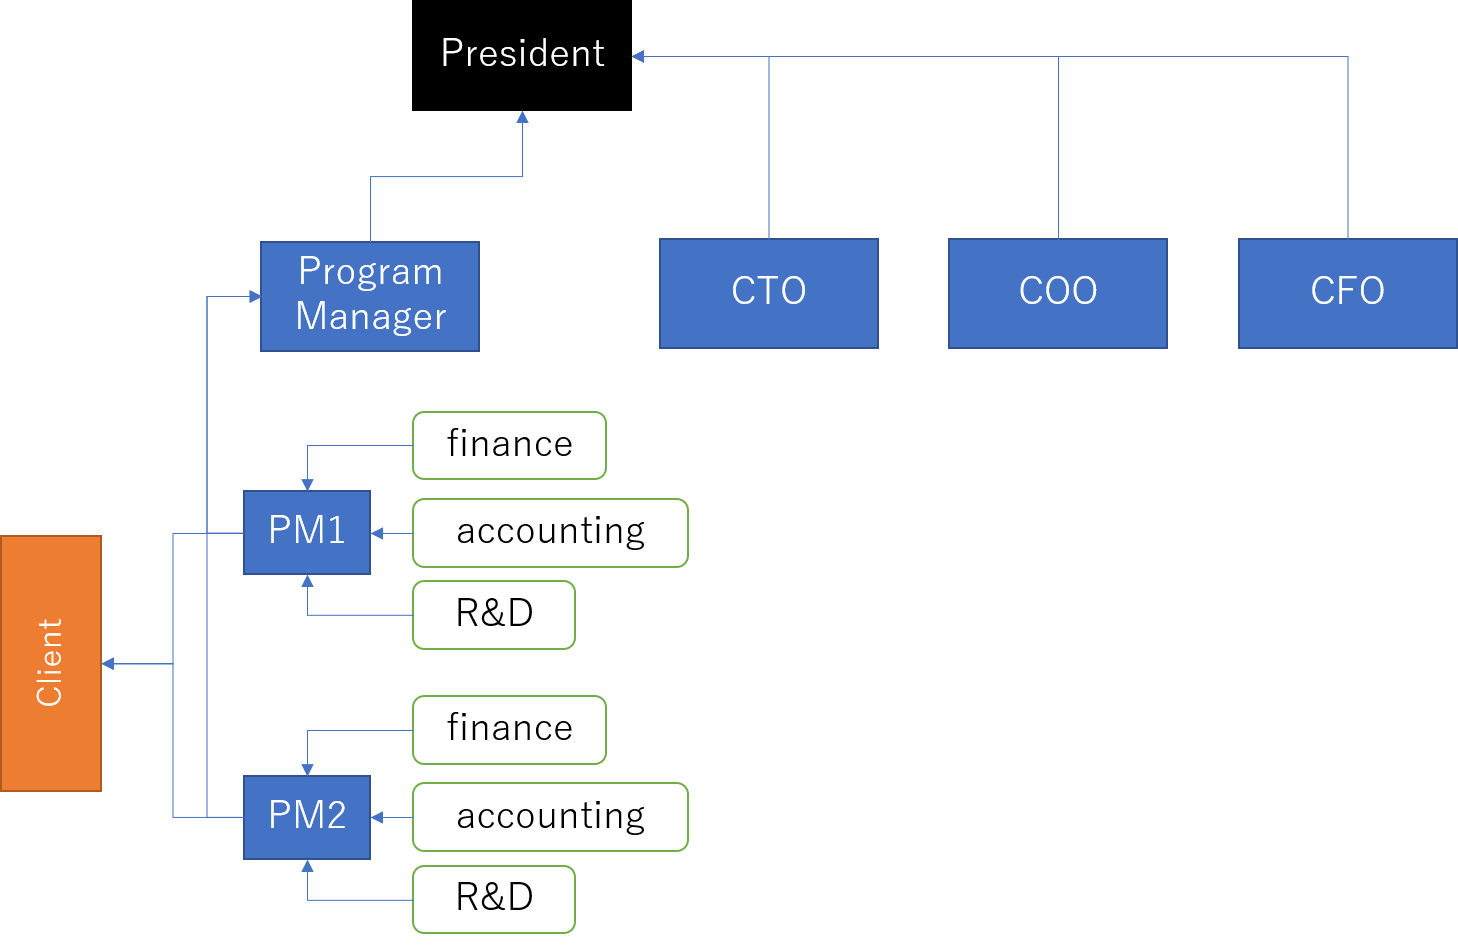 President
Program
Manager
CTO
COO
CFO
finance
PM1
accounting
R&D
Client
finance
PM2
accounting
R&D